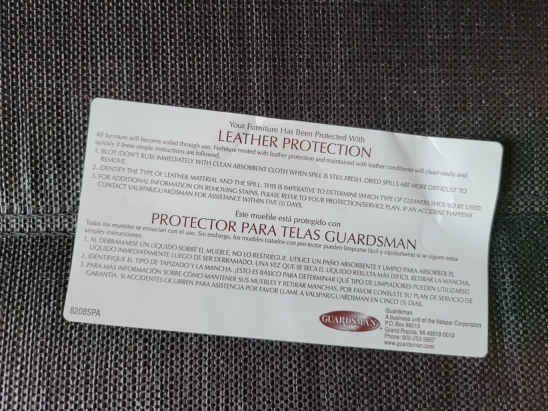 Your Furniture Has Been Protected With
LEATHER PROTECTION
All furniture will become soiled through use. Furniture treated with leather protection and maintained with leather conditioner will clean easily and
quickly if these simple instructions are followed.
1. BLOT (DON'T RUB) IMMEDIATELY WITH CLEAN ABSORBENT CLOTH WHEN SPILL IS STILL FRESH. DRIED SPILLS ARE MORE DIFFICULT TO
REMOVE.
2. IDENTIFY THE TYPE OF LEATHER MATERIAL AND THE SPILL. THIS IS IMPERATIVE TO DETERMINE WHICH TYPE OF CLEANERS SHOULD BE USED.
3. FOR ADDITIONAL INFORMATION ON REMOVING STAINS, PLEASE REFER TO YOUR PROTECTION/SERVICE PLAN. IF AN ACCIDENT HAPPENS
CONTACT VALSPAR/GUARDSMAN FOR ASSISTANCE WITHIN FIVE (5) DAYS.
Este mueble está protegido con
PROTECTOR PARA TELAS GUARDSMAN
Todos los muebles se ensucian con el uso. Sin embargo, los muebles tratados con protector pueden limpiarse fácil y rápidamente si se siguen estas
simples instrucciones:
1. AL DERRAMARSE UN LÍQUIDO SOBRE EL MUEBLE, NO LO RESTRIEGUE. UTILICE UN PAÑO ABSORBENTE Y LIMPIO PARA ABSORBER EL
LÍQUIDO INMEDIATAMENTE LUEGO DE SER DERRAMADO. UNA VEZ QUE SE SECA EL LÍQUIDO RESULTA MÁS DIFÍCIL RETIRAR LA MANCHA.
2. IDENTIFIQUE EL TIPO DE TAPIZADO Y LA MANCHA. ¡ESTO ES BÁSICO PARA DETERMINAR QUÉ TIPO DE LIMPIADORES PUEDEN UTILIZARSE!
3. PARA MÁS INFORMACIÓN SOBRE CÓMO MANTENER SUS MUEBLES Y RETIRAR MANCHAS, POR FAVOR CONSULTE SU PLAN DE SERVICIO DE
GARANTÍA. SI ACCIDENTES OCURREN PARA ASISTENCIA POR FAVOR LLAME A VALSPAR/GUARDSMAN EN CINCO (5) DIAS.
82085PA
GUARDSMAN
Guardsman
A business unit of the Valspar Corporation
P.O. Box 88010
Grand Rapids, MI 49518-0010
Phone:
www.guardsman.com